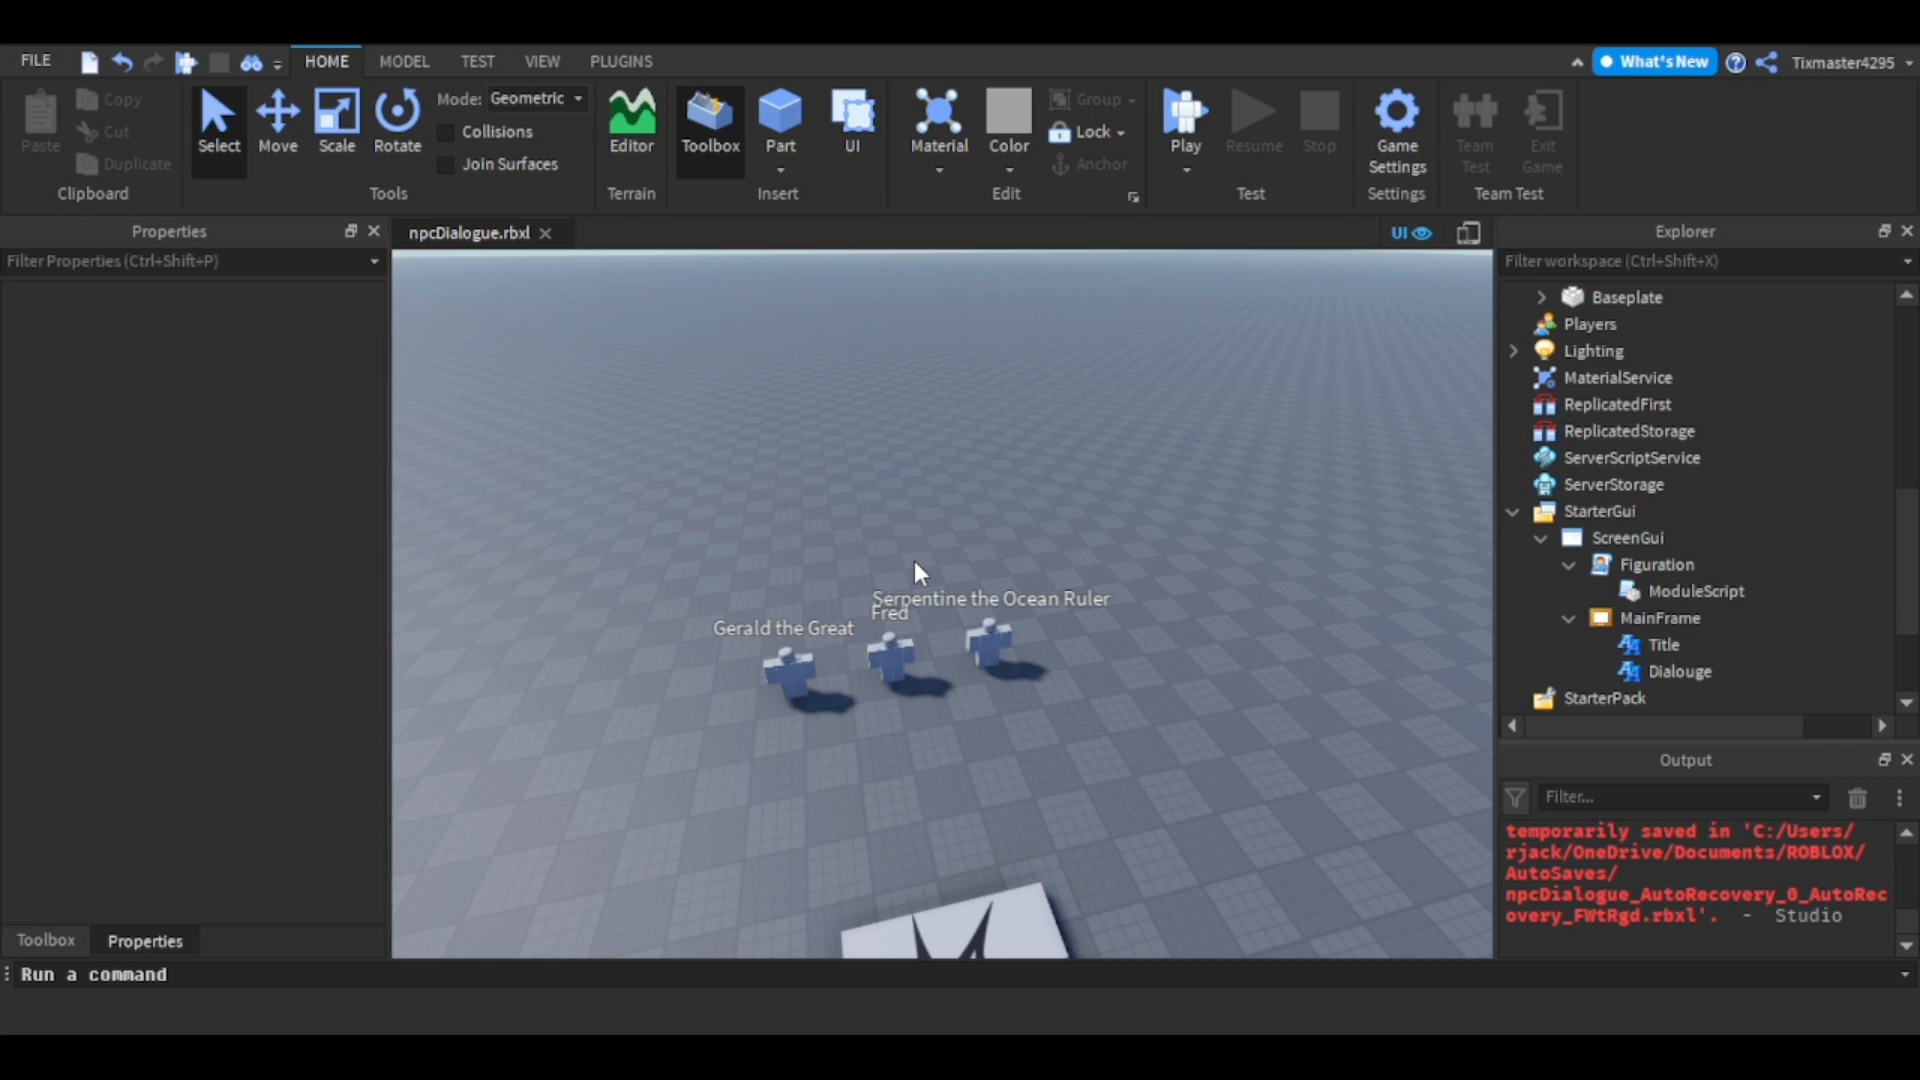 FILE
HOME
MODEL
TEST
VIEW
PLUGINS
What's New
Tixmaster4295
Paste
Copy
Cut
Duplicate
Clipboard
Select
Move
Scale
Rotate
Mode: Geometric
Collisions
Join Surfaces
Tools
Editor
Terrain
Toolbox
Part
UI
Insert
Material
Color
Group
Lock
Anchor
Edit
Play
Resume
Stop
Test
Game
Settings
Settings
Team
Test
Exit
Game
Team Test
Properties
Filter Properties (Ctrl+Shift+P)
npcDialogue.rbxl
UI
Gerald the Great
Fred
Serpentine the Ocean Ruler
Explorer
Filter workspace (Ctrl+Shift+X)
Baseplate
Players
Lighting
MaterialService
ReplicatedFirst
ReplicatedStorage
ServerScriptService
ServerStorage
StarterGui
ScreenGui
Figuration
ModuleScript
MainFrame
Title
Dialouge
StarterPack
Output
Filter...
temporarily saved in 'C:/Users/
rjack/OneDrive/Documents/ROBLOX/
AutoSaves/
npcDialogue_AutoRecovery_0_AutoRec
overy_FWtRgd.rbxl'. - Studio
Toolbox
Properties
Run a command